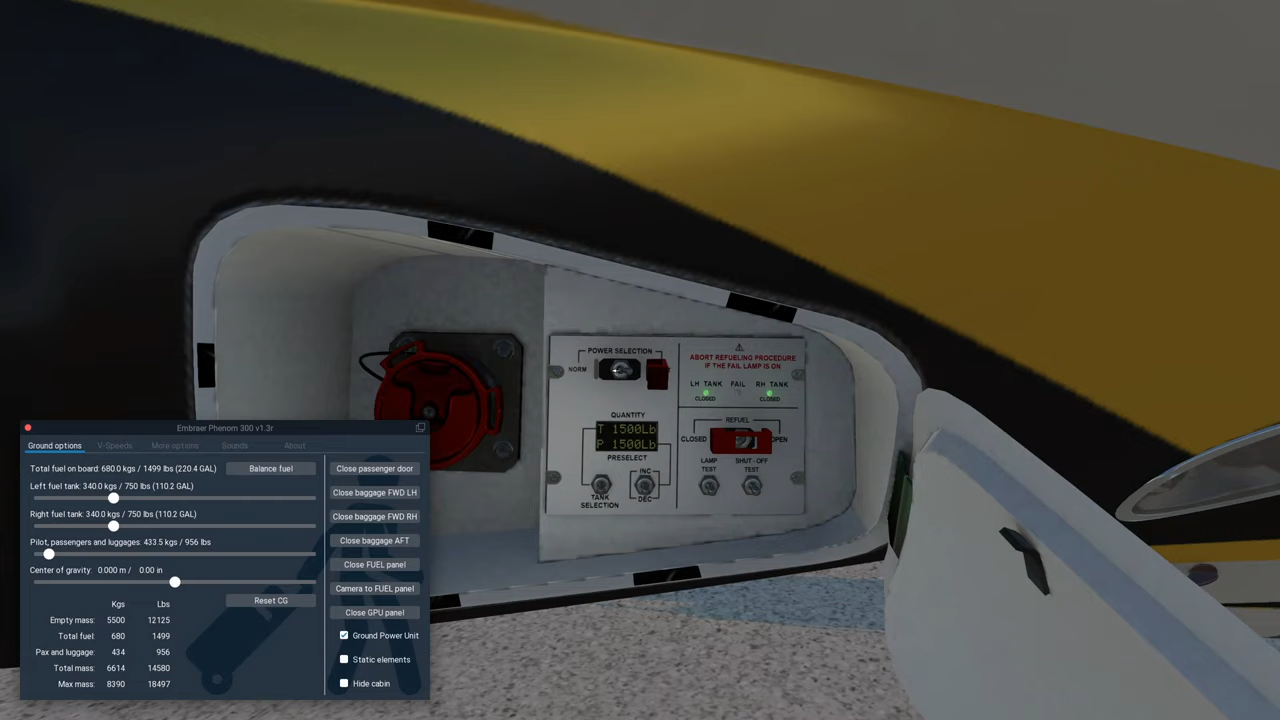 POWER SELECTION
NORM
QUANTITY
T 1500Lb
P 1500Lb
PRESELECT
TANK
SELECTION
INC
DEC
ABORT REFUELING PROCEDURE
IF THE FAIL LAMP IS ON
LH TANK FAIL RH TANK
CLOSED CLOSED
REFUEL
CLOSED OPEN
LAMP SHUT-OFF
TEST TEST
Embraer Phenom 300 v1.3r
Ground options V-Speeds More options Sounds About
Total fuel on board: 680.0 kgs / 1499 lbs (220.4 GAL) Balance fuel
Left fuel tank: 340.0 kgs / 750 lbs (110.2 GAL)
Right fuel tank: 340.0 kgs / 750 lbs (110.2 GAL)
Pilot, passengers and luggages: 433.5 kgs / 956 lbs
Center of gravity: 0.000 m / 0.00 in
Reset CG
Kgs Lbs
Empty mass: 5500 12125
Total fuel: 680 1499
Pax and luggage: 434 956
Total mass: 6614 14580
Max mass: 8390 18497
Close passenger door
Close baggage FWD LH
Close baggage FWD RH
Close baggage AFT
Close FUEL panel
Camera to FUEL panel
Close GPU panel
Ground Power Unit
Static elements
Hide cabin